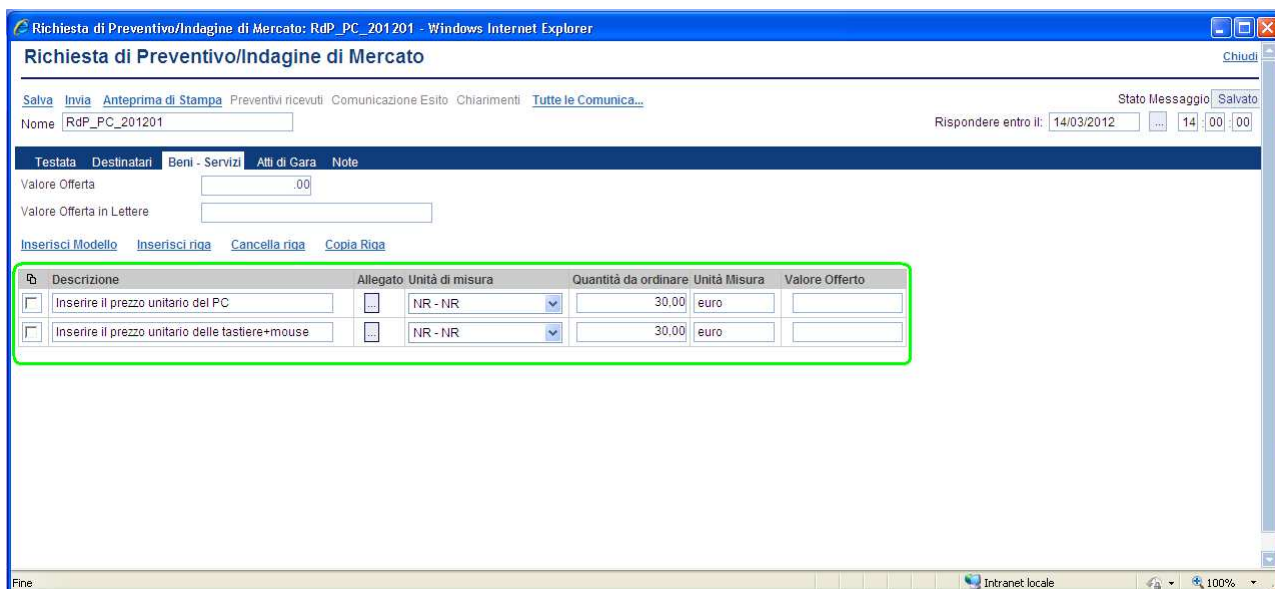 Richiesta di Preventivo/Indagine di Mercato: RdP_PC_201201 - Windows Internet Explorer
Richiesta di Preventivo/Indagine di Mercato
Chiudi
Salva Invia Anteprima di Stampa Preventivi ricevuti Comunicazione Esito Chiarimenti Tutte le Comunica... Stato Messaggio Salvato
Nome RdP_PC_201201 Rispondere entro il: 14/03/2012 ... 14 : 00 : 00
Testata Destinatari Beni - Servizi Atti di Gara Note
Valore Offerta .00
Valore Offerta in Lettere
Inserisci Modello Inserisci riga Cancella riga Copia Riga
Descrizione Allegato Unità di misura Quantità da ordinare Unità Misura Valore Offerto
Inserire il prezzo unitario del PC ... NR - NR 30,00 euro
Inserire il prezzo unitario delle tastiere+mouse ... NR - NR 30,00 euro
Fine Intranet locale 100%